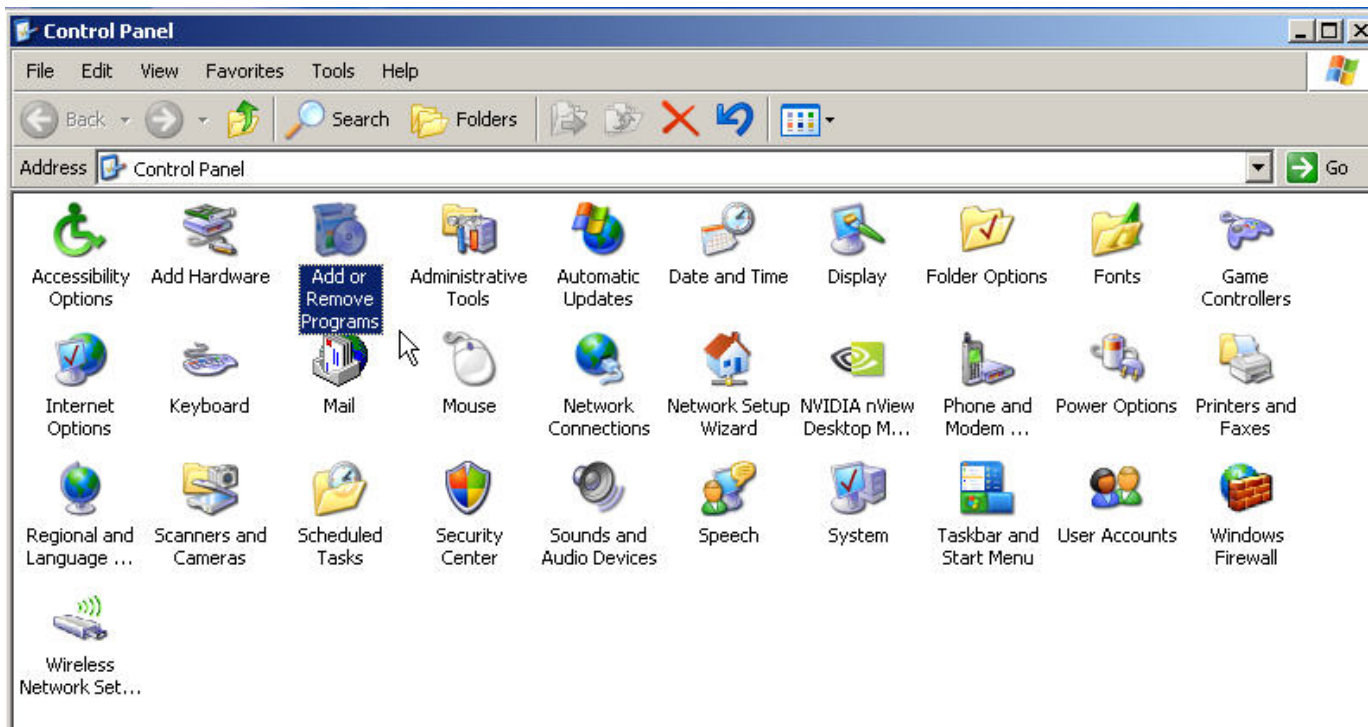 Control Panel
File Edit View Favorites Tools Help
Back Search Folders
Address Control Panel Go
Accessibility Options
Add Hardware
Add or Remove Programs
Administrative Tools
Automatic Updates
Date and Time
Display
Folder Options
Fonts
Game Controllers
Internet Options
Keyboard
Mail
Mouse
Network Connections
Network Setup Wizard
NVIDIA nView Desktop M...
Phone and Modem ...
Power Options
Printers and Faxes
Regional and Language ...
Scanners and Cameras
Scheduled Tasks
Security Center
Sounds and Audio Devices
Speech
System
Taskbar and Start Menu
User Accounts
Windows Firewall
Wireless Network Set...